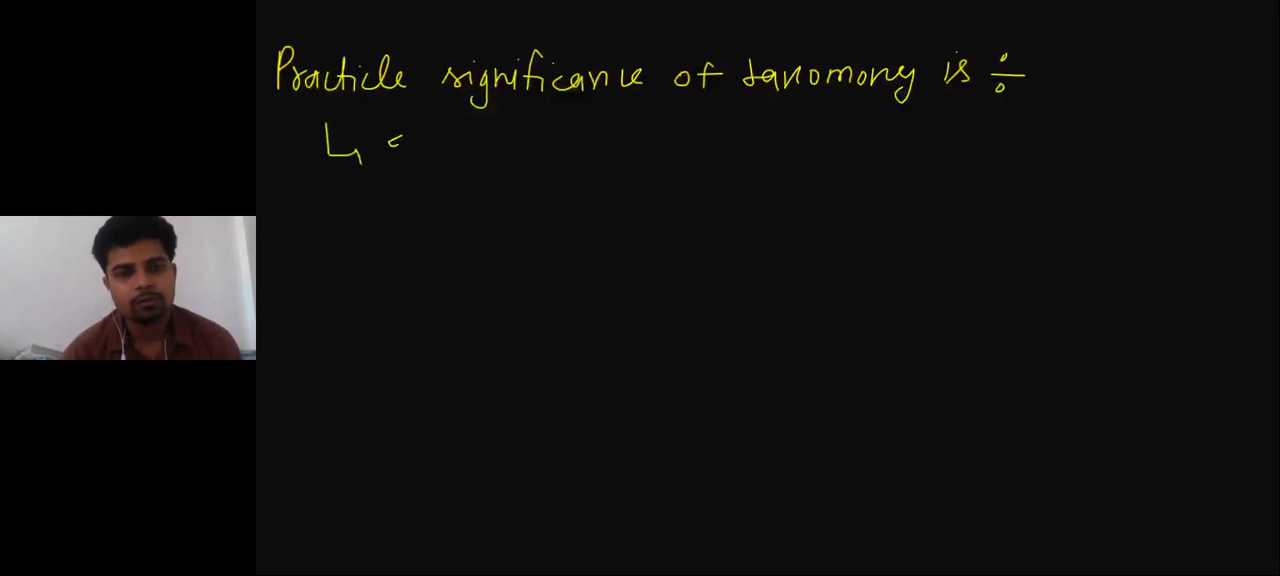 Practicle significance of taxomony is ÷
↳